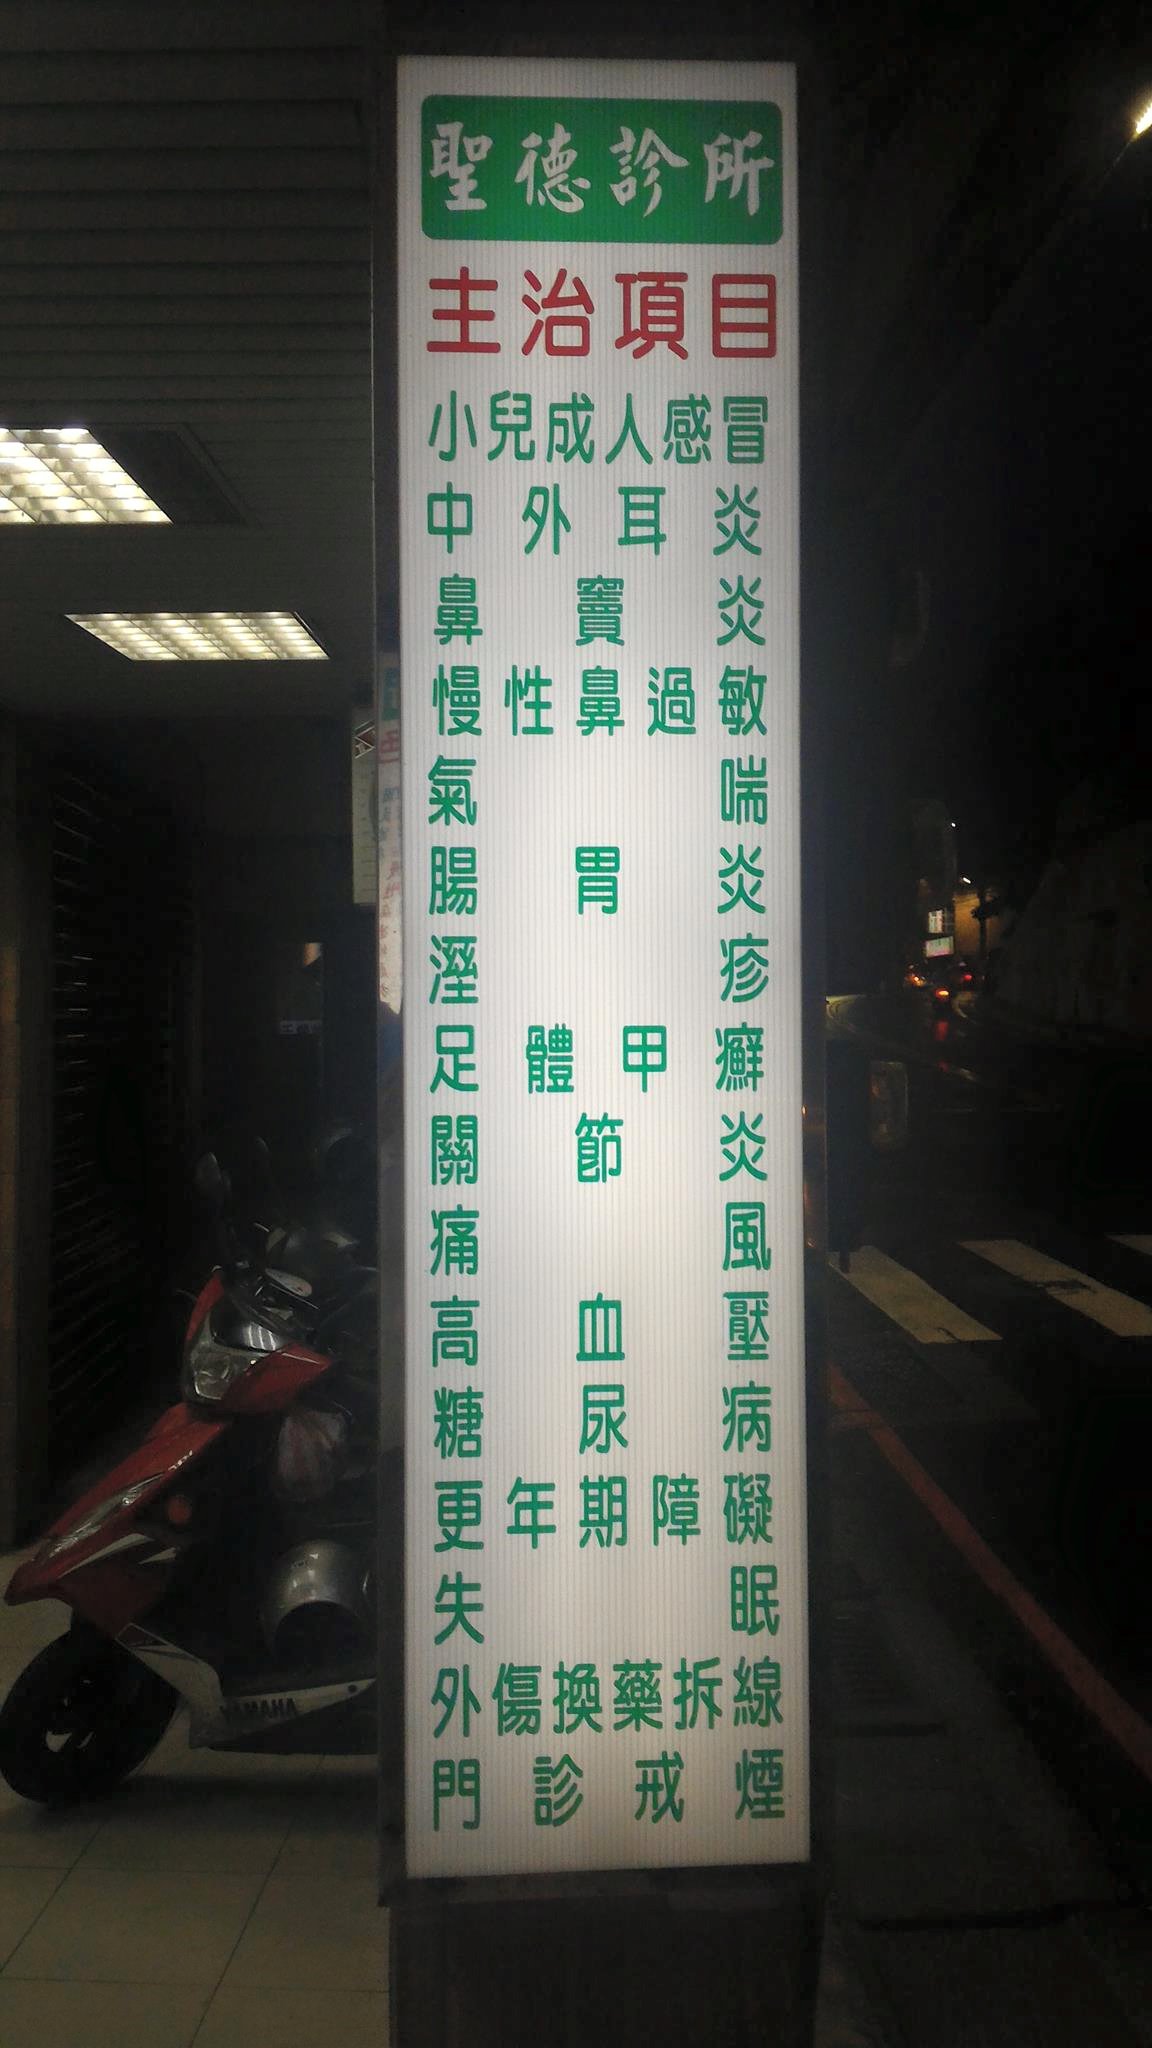 聖德診所
主治項目
小兒成人感冒
中外耳炎
鼻竇炎
慢性鼻過敏
氣喘
腸胃炎
溼疹
足體甲癬
關節炎
痛風
高血壓
糖尿病
更年期障礙
失眠
外傷換藥拆線
門診戒煙
YAMAHA